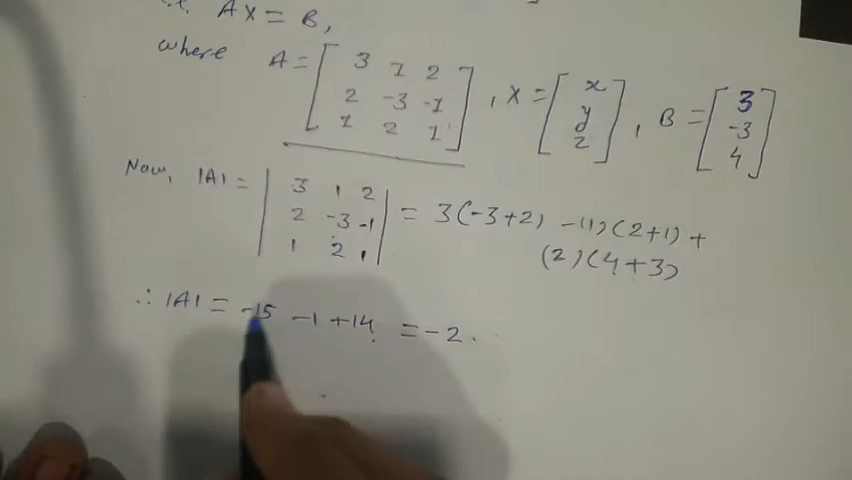 AX = B,
where A = [3 1 2 2 -3 -1 1 2 1], X = [x y z], B = [3 -3 4]
Now, |A| = |3 1 2 2 -3 -1 1 2 1| = 3(-3+2) -(1)(2+1) +
(2)(4+3)
∴ |A| = -15 -1 +14 = -2.